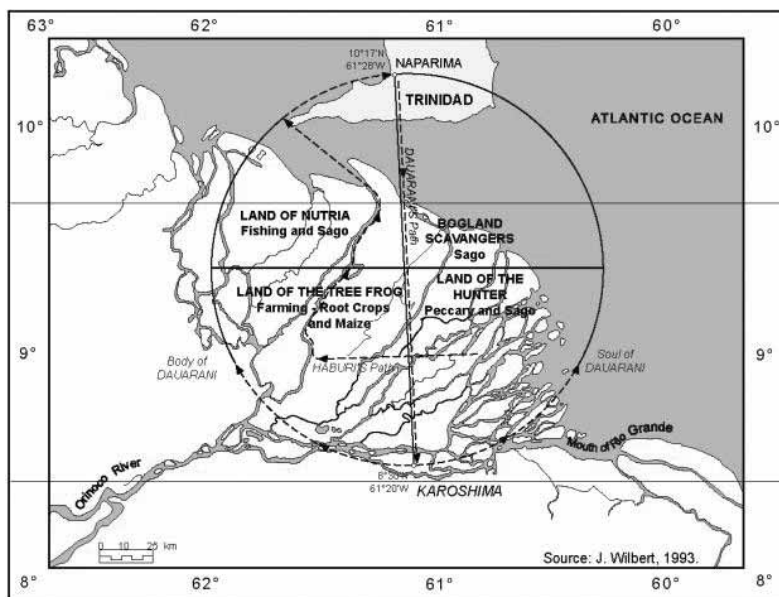 63° 62° 61° 60°
10°17'N
61°28'W
NAPARIMA
TRINIDAD
ATLANTIC OCEAN
10° 10°
DAUARANI'S Path
LAND OF NUTRIA
Fishing and Sago
BOGLAND
SCAVANGERS
Sago
LAND OF THE TREE FROG
Farming - Root Crops
and Maize
LAND OF THE
HUNTER
Peccary and Sago
9° 9°
Body of
DAUARANI
HABURI'S Path
Soul of
DAUARANI
Orinoco River
Mouth of Rio Grande
61°20'W
KAROSHIMA
0 10 25 km
Source: J. Wilbert, 1993.
8° 8°
62° 61° 60°